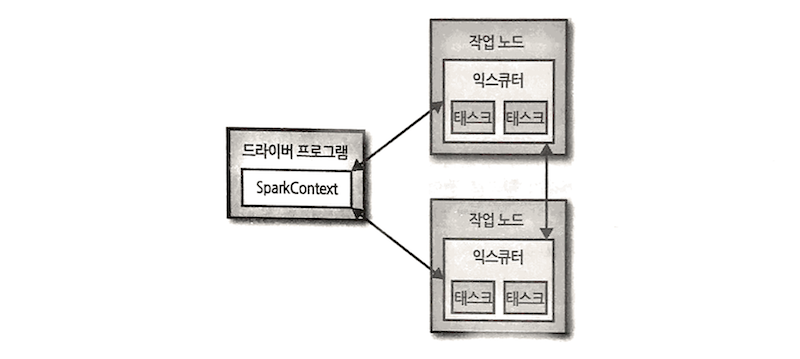 드라이버 프로그램
SparkContext
작업 노드
익스큐터
태스크 태스크
작업 노드
익스큐터
태스크 태스크